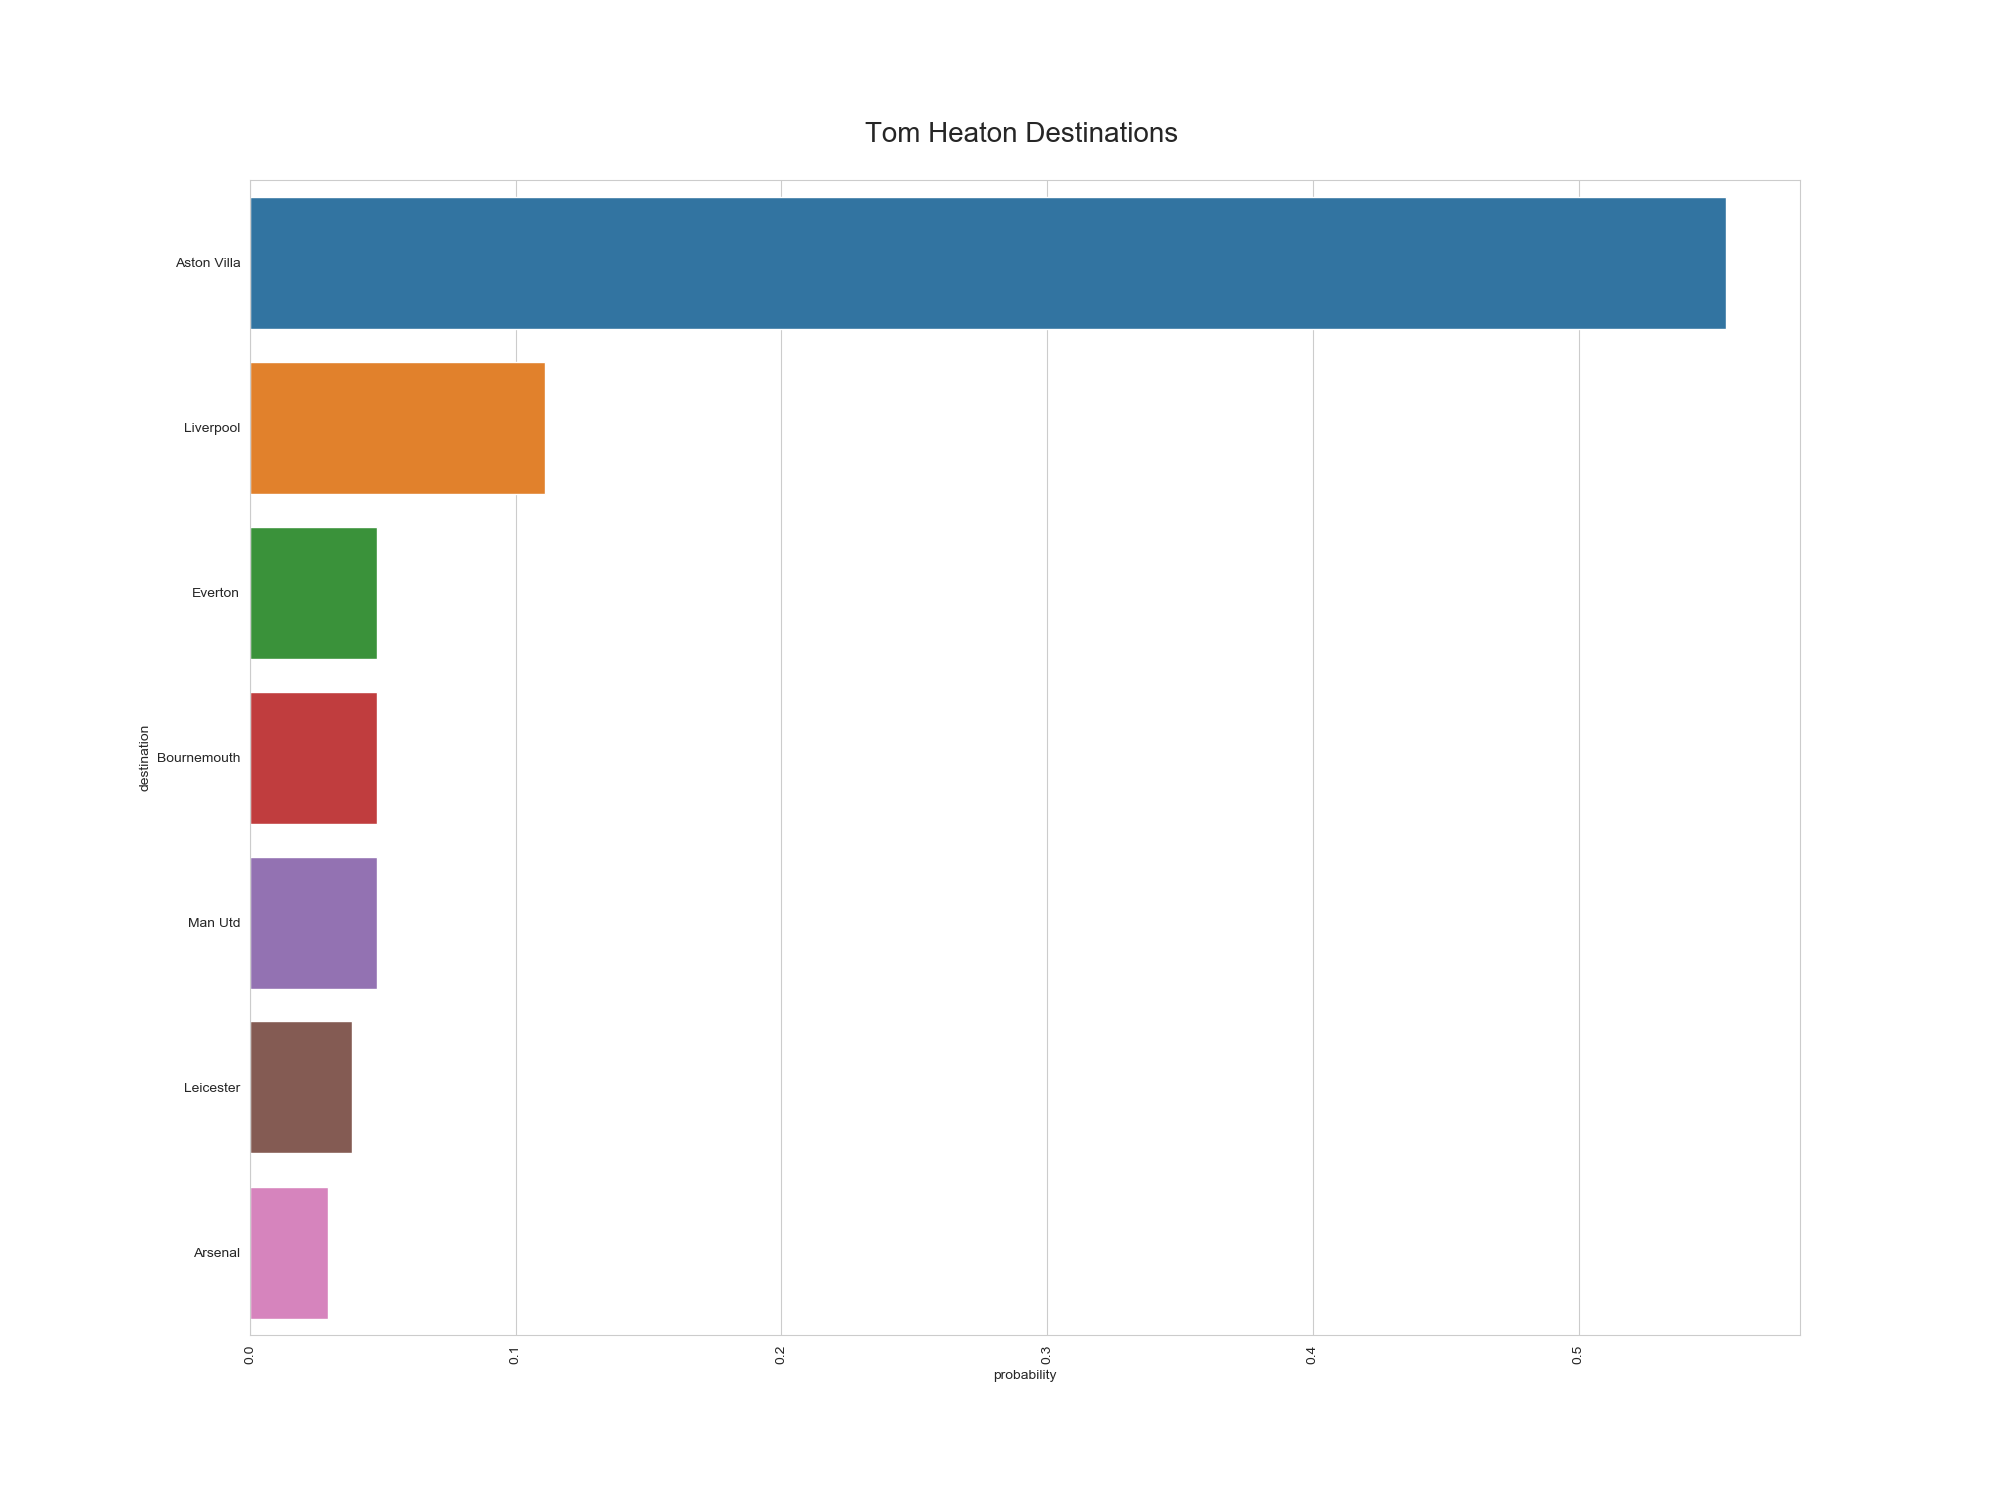 Tom Heaton Destinations
Aston Villa
Liverpool
Everton
Bournemouth
Man Utd
Leicester
Arsenal
destination
0.0 0.1 0.2 0.3 0.4 0.5
probability